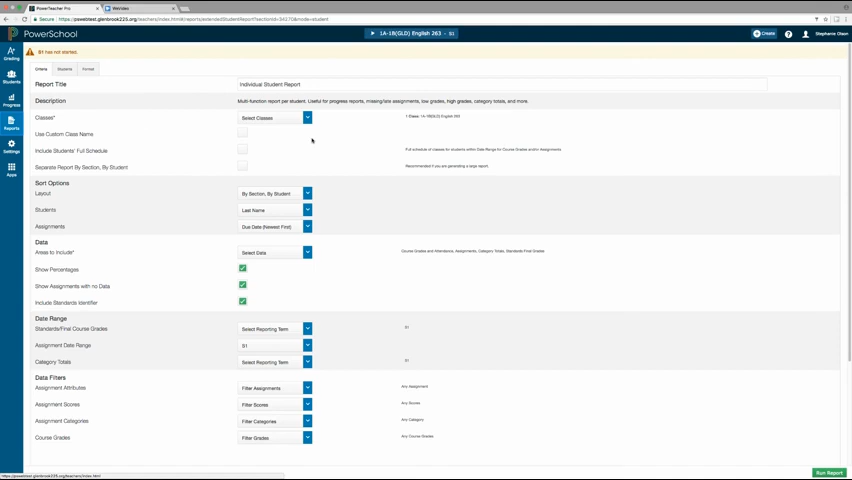 PowerTeacher Pro
WeVideo
Secure
https://powsbtest.glenbrook225.org/teachers/index.html#/reports/extendedStudentReport?sectionId=34270&mode=student
PowerSchool
1A-1B(GLD) English 263 - S1
Create
Stephanie Olson
S1 has not started.
Grading
Students
Progress
Reports
Settings
Apps
Criteria
Students
Format
Report Title
Individual Student Report
Description
Multi-function report per student. Useful for progress reports, missing/late assignments, low grades, high grades, category totals, and more.
Classes*
Select Classes
1 Class: 1A-1B(GLD) English 263
Use Custom Class Name
Include Students' Full Schedule
Full schedule of classes for students within Date Range for Course Grades and/or Assignments.
Separate Report By Section, By Student
Recommended if you are generating a large report.
Sort Options
Layout
By Section, By Student
Students
Last Name
Assignments
Due Date (Newest First)
Data
Areas to Include*
Select Data
Course Grades and Attendance, Assignments, Category Totals, Standards Final Grades
Show Percentages
Show Assignments with no Data
Include Standards Identifier
Date Range
Standards/Final Course Grades
Select Reporting Term
S1
Assignment Date Range
S1
Category Totals
Select Reporting Term
S1
Data Filters
Assignment Attributes
Filter Assignments
Any Assignment
Assignment Scores
Filter Scores
Any Scores
Assignment Categories
Filter Categories
Any Category
Course Grades
Filter Grades
Any Course Grades
Run Report
https://powsbtest.glenbrook225.org/teachers/index.html